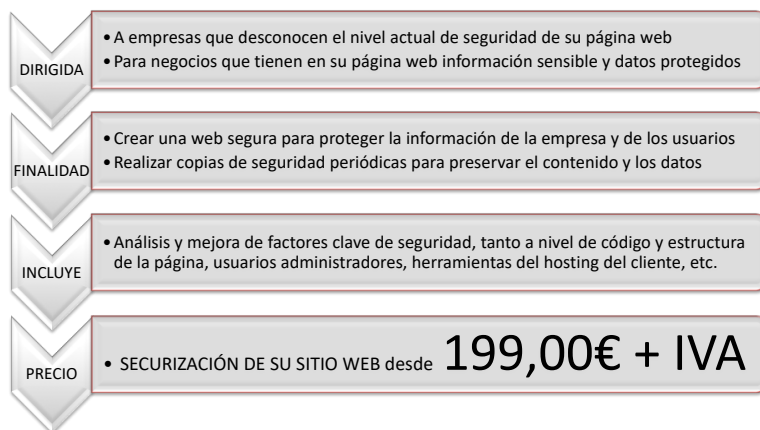 DIRIGIDA
• A empresas que desconocen el nivel actual de seguridad de su página web
• Para negocios que tienen en su página web información sensible y datos protegidos
FINALIDAD
• Crear una web segura para proteger la información de la empresa y de los usuarios
• Realizar copias de seguridad periódicas para preservar el contenido y los datos
INCLUYE
• Análisis y mejora de factores clave de seguridad, tanto a nivel de código y estructura
de la página, usuarios administradores, herramientas del hosting del cliente, etc.
PRECIO
• SECURIZACIÓN DE SU SITIO WEB desde 199,00€ + IVA